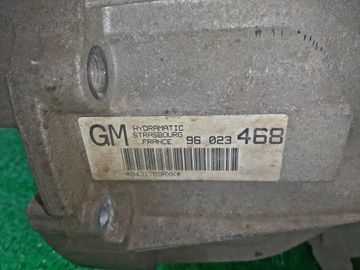 GM HYDRAMATIC
STRASBOURG
FRANCE 96 023 468